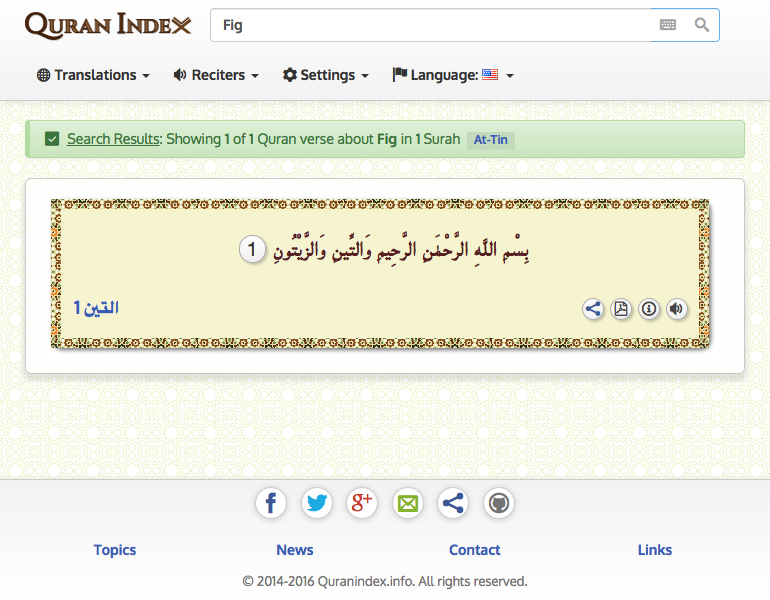 QURAN INDEX
Fig
Translations
Reciters
Settings
Language:
Search Results: Showing 1 of 1 Quran verse about Fig in 1 Surah At-Tin
بِسْمِ اللَّهِ الرَّحْمَٰنِ الرَّحِيمِ وَالتِّينِ وَالزَّيْتُونِ 1
التين 1
Topics
News
Contact
Links
© 2014-2016 Quranindex.info. All rights reserved.